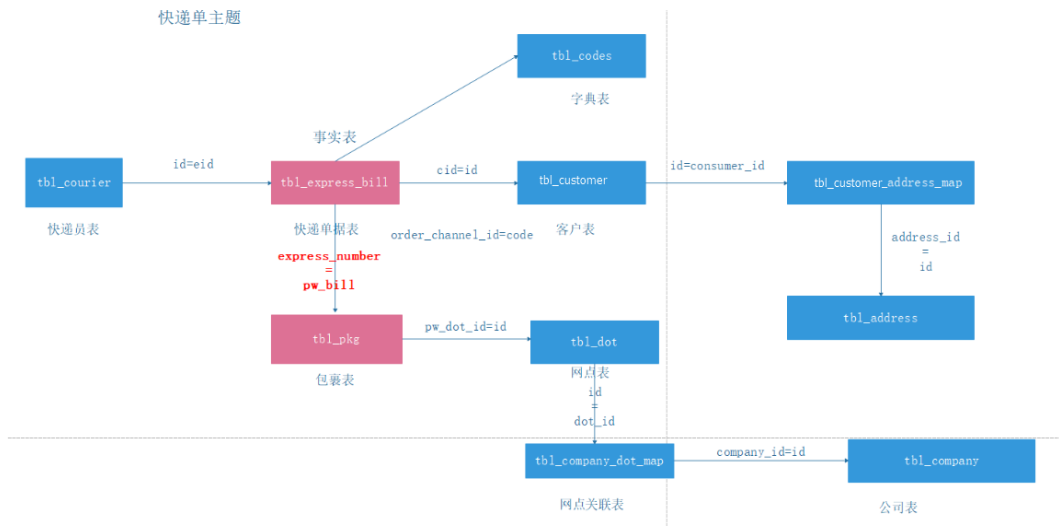 快递单主题
tbl_codes
字典表
事实表
id=eid
cid=id
id=consumer_id
tbl_courier
tbl_express_bill
tbl_customer
tbl_customer_address_map
快递员表
快递单据表
客户表
order_channel_id=code
address_id
=
id
express_number
=
pw_bill
tbl_address
tbl_pkg
pw_dot_id=id
tbl_dot
包裹表
网点表
id
=
dot_id
tbl_company_dot_map
company_id=id
tbl_company
网点关联表
公司表